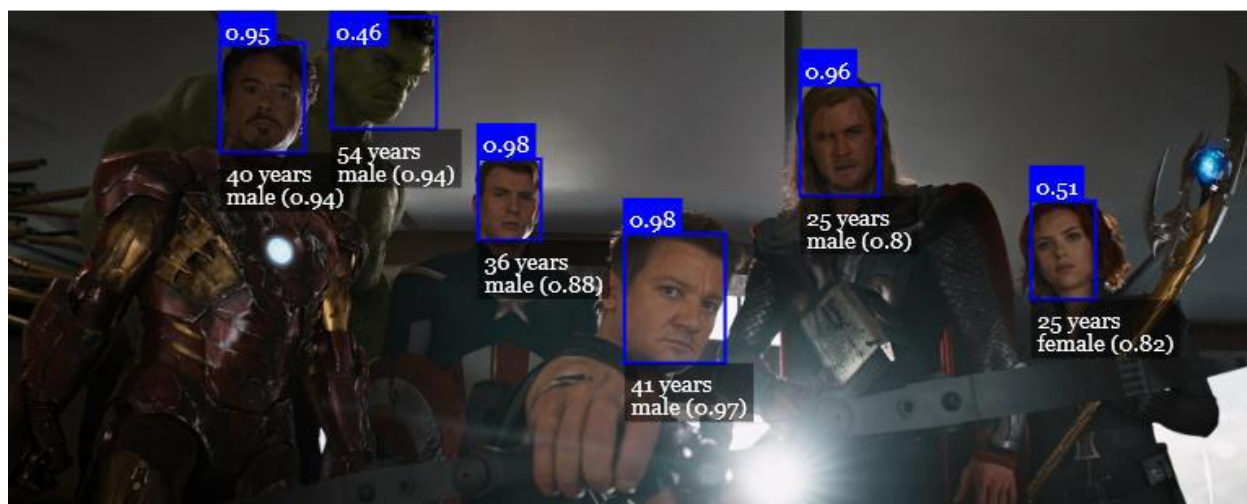 0.95
40 years
male (0.94)
0.46
54 years
male (0.94)
0.98
36 years
male (0.88)
0.98
41 years
male (0.97)
0.96
25 years
male (0.8)
0.51
25 years
female (0.82)